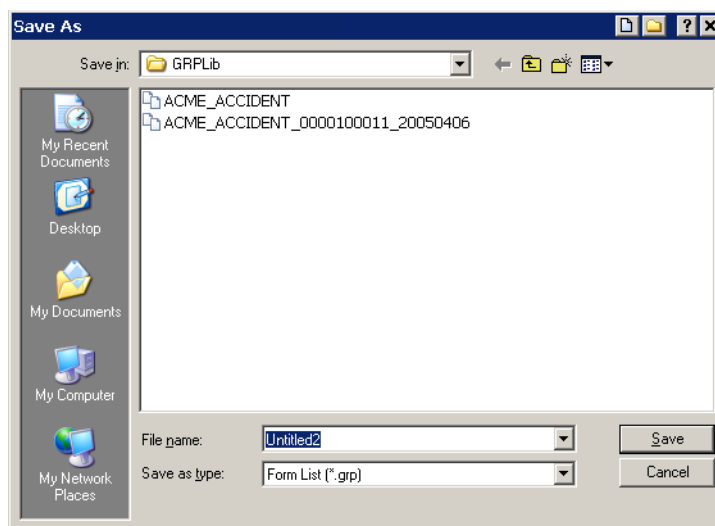 Save As
Save in: GRPLib
ACME_ACCIDENT
ACME_ACCIDENT_0000100011_20050406
My Recent
Documents
Desktop
My Documents
My Computer
My Network
Places
File name: Untitled2 Save
Save as type: Form List (*.grp) Cancel